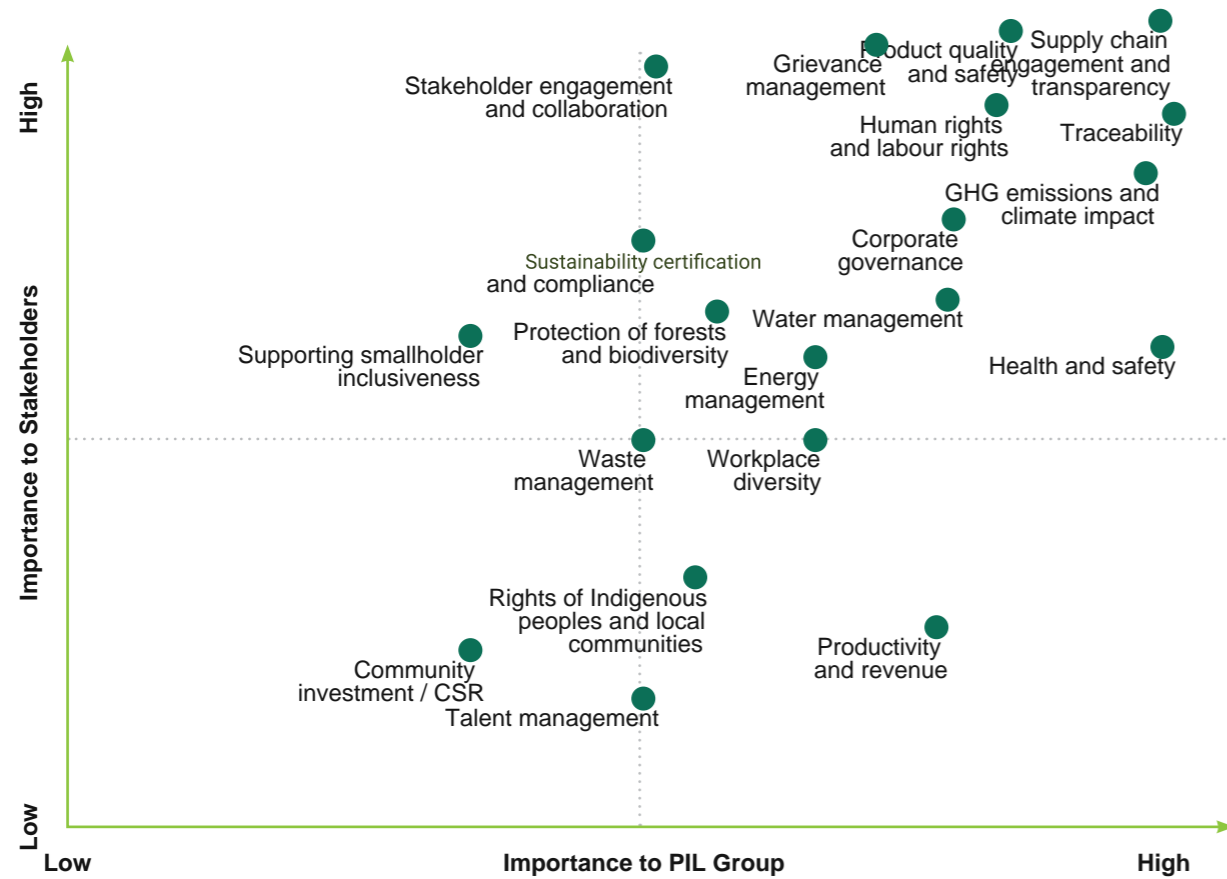 High
Importance to Stakeholders
Low
Stakeholder engagement
and collaboration
Grievance
management
Product quality
and safety
Supply chain
engagement and
transparency
Human rights
and labour rights
Traceability
GHG emissions and
climate impact
Corporate
governance
Sustainability certification
and compliance
Water management
Protection of forests
and biodiversity
Supporting smallholder
inclusiveness
Energy
management
Health and safety
Waste
management
Workplace
diversity
Rights of Indigenous
peoples and local
communities
Productivity
and revenue
Community
investment / CSR
Talent management
Low
Importance to PIL Group
High